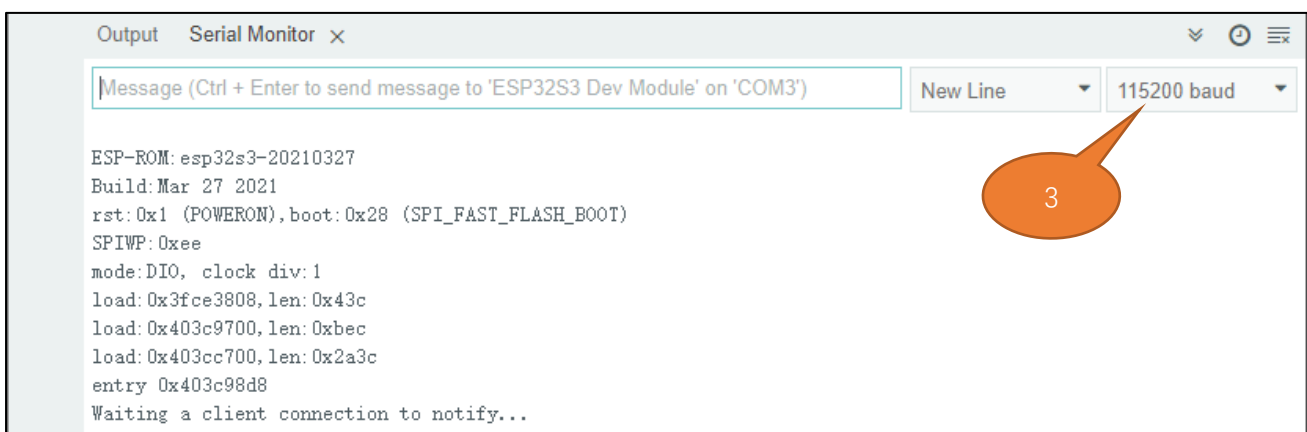 Output Serial Monitor ×
Message (Ctrl + Enter to send message to 'ESP32S3 Dev Module' on 'COM3') New Line 115200 baud
3
ESP-ROM:esp32s3-20210327
Build:Mar 27 2021
rst:0x1 (POWERON),boot:0x28 (SPI_FAST_FLASH_BOOT)
SPIWP:0xee
mode:DIO, clock div:1
load:0x3fce3808,len:0x43c
load:0x403c9700,len:0xbec
load:0x403cc700,len:0x2a3c
entry 0x403c98d8
Waiting a client connection to notify...